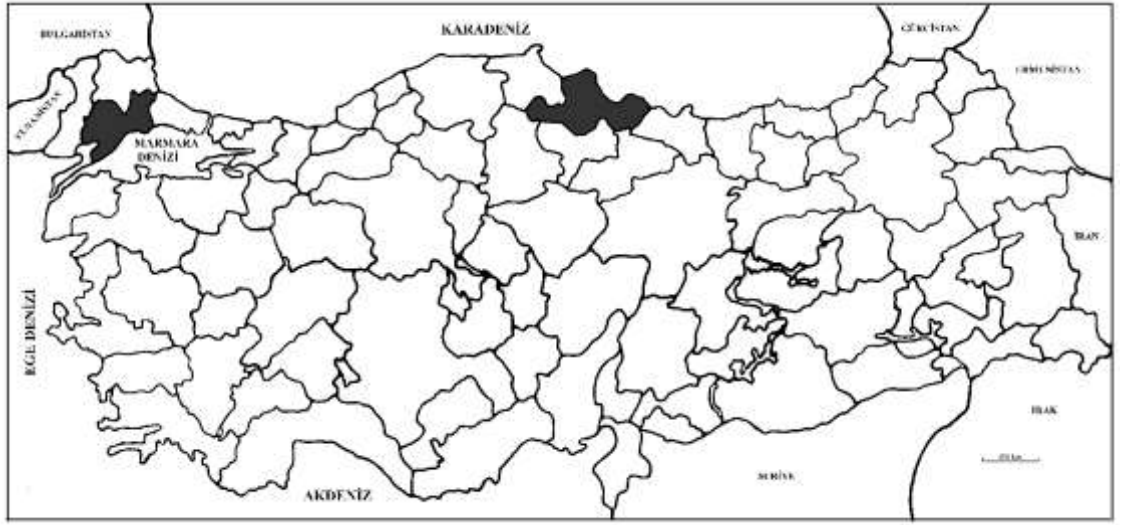 BULGARİSTAN
KARADENİZ
GÜRCİSTAN
ERMENİSTAN
YUNANİSTAN
MARMARA
DENİZİ
İRAN
EGE DENİZİ
IRAK
SURİYE
AKDENİZ